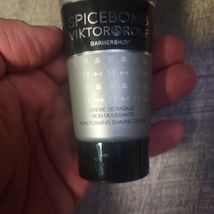 SPICEBOMB
VIKTOR&ROLF
BARBERSHOP
CRÈME DE RASAGE
NON MOUSSANTE
NON FOAMING SHAVING CREAM